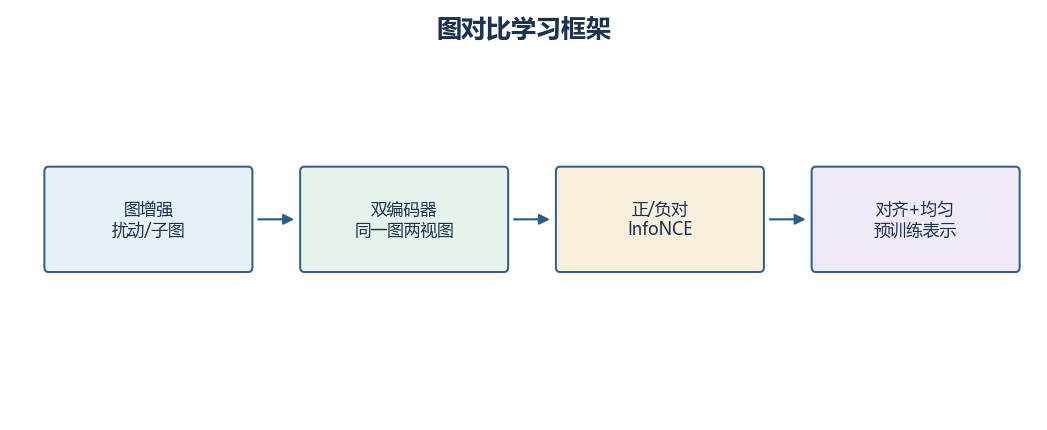 图对比学习框架
图增强
扰动/子图
双编码器
同一图两视图
正/负对
InfoNCE
对齐+均匀
预训练表示